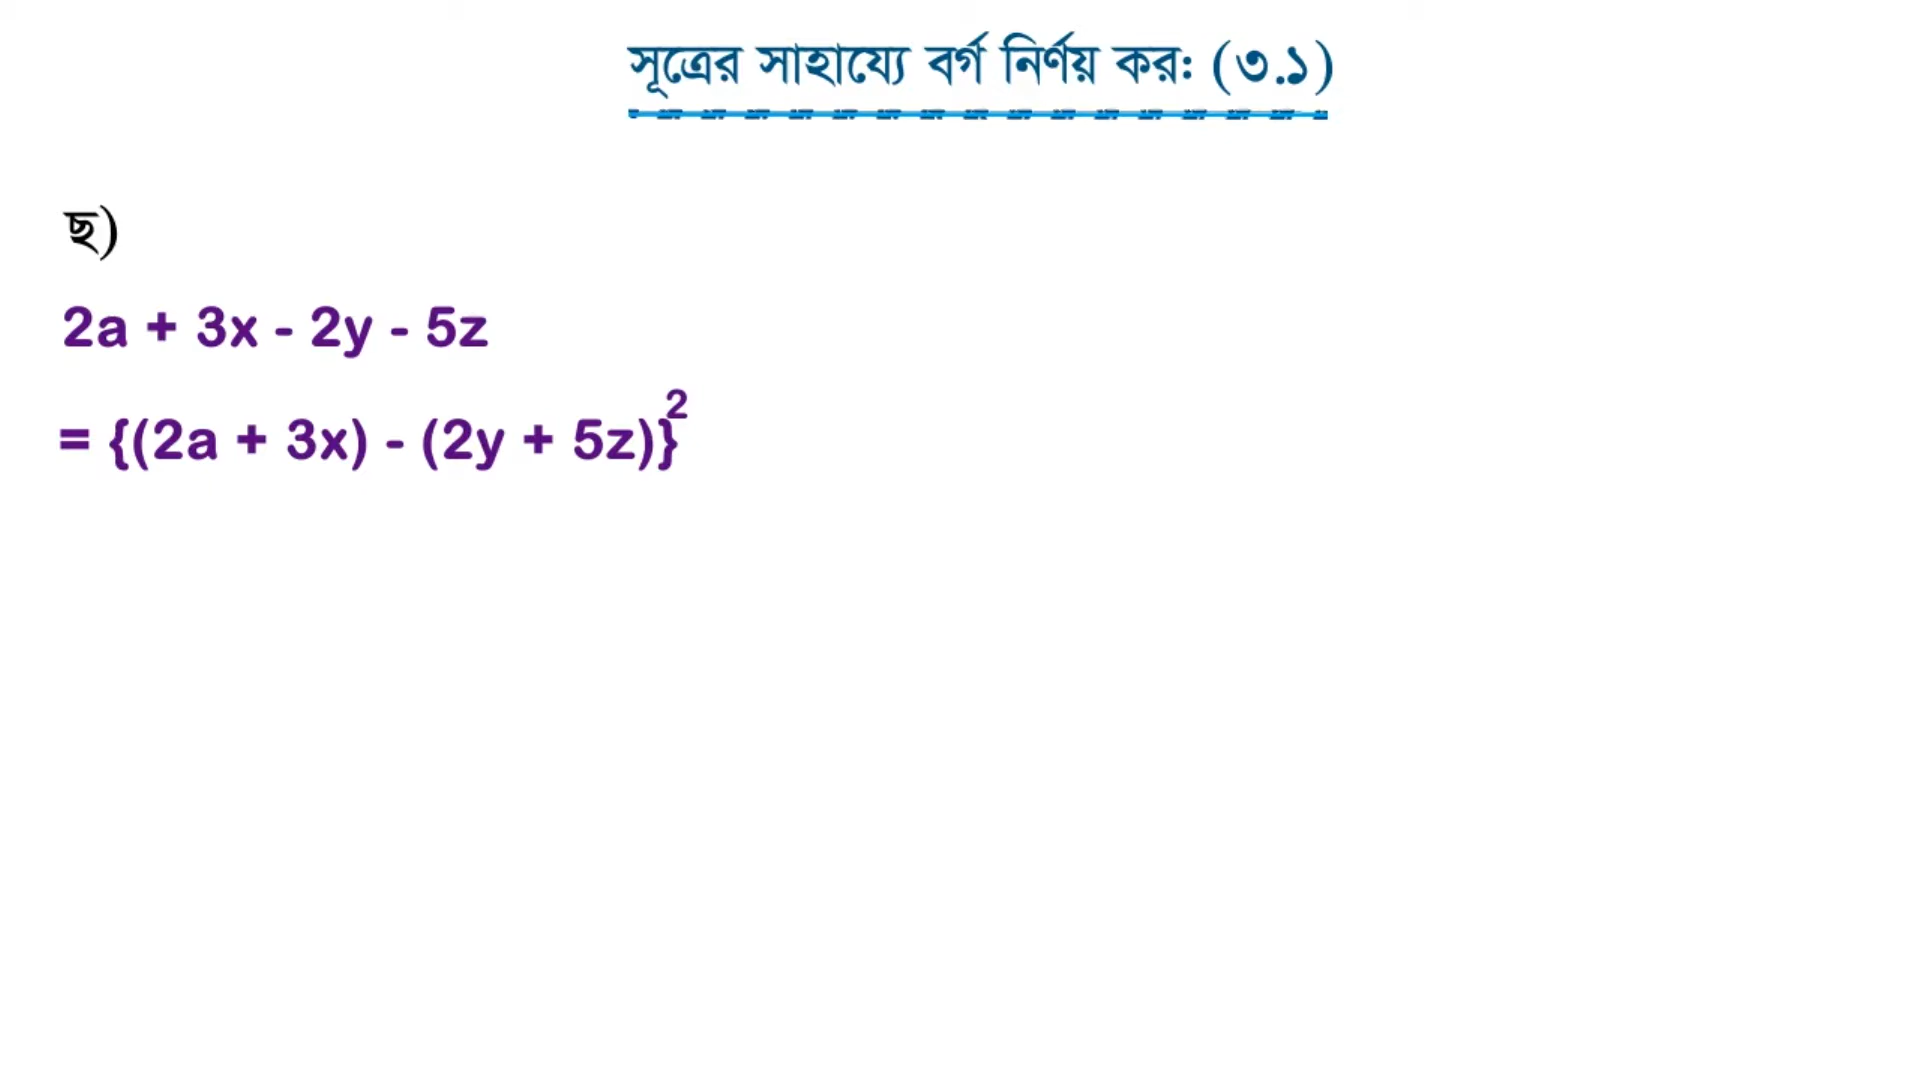 সূত্রের সাহায্যে বর্গ নির্ণয় কর: (৩.১)
ছ)
2a + 3x - 2y - 5z
= {(2a + 3x) - (2y + 5z)}²